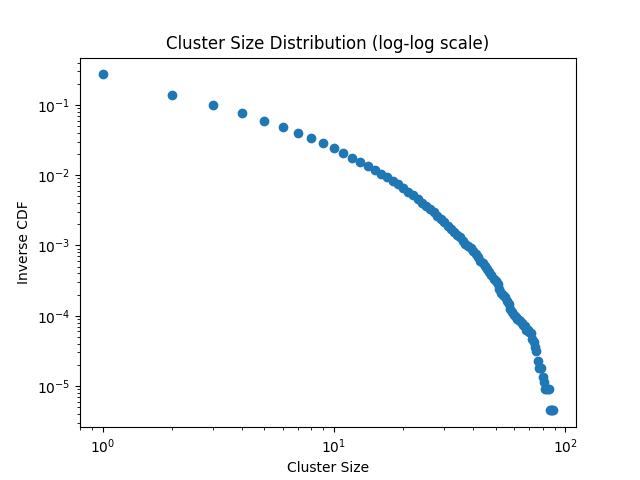 Cluster Size Distribution (log-log scale)
Inverse CDF
10⁻¹
10⁻²
10⁻³
10⁻⁴
10⁻⁵
10⁰ 10¹ 10²
Cluster Size